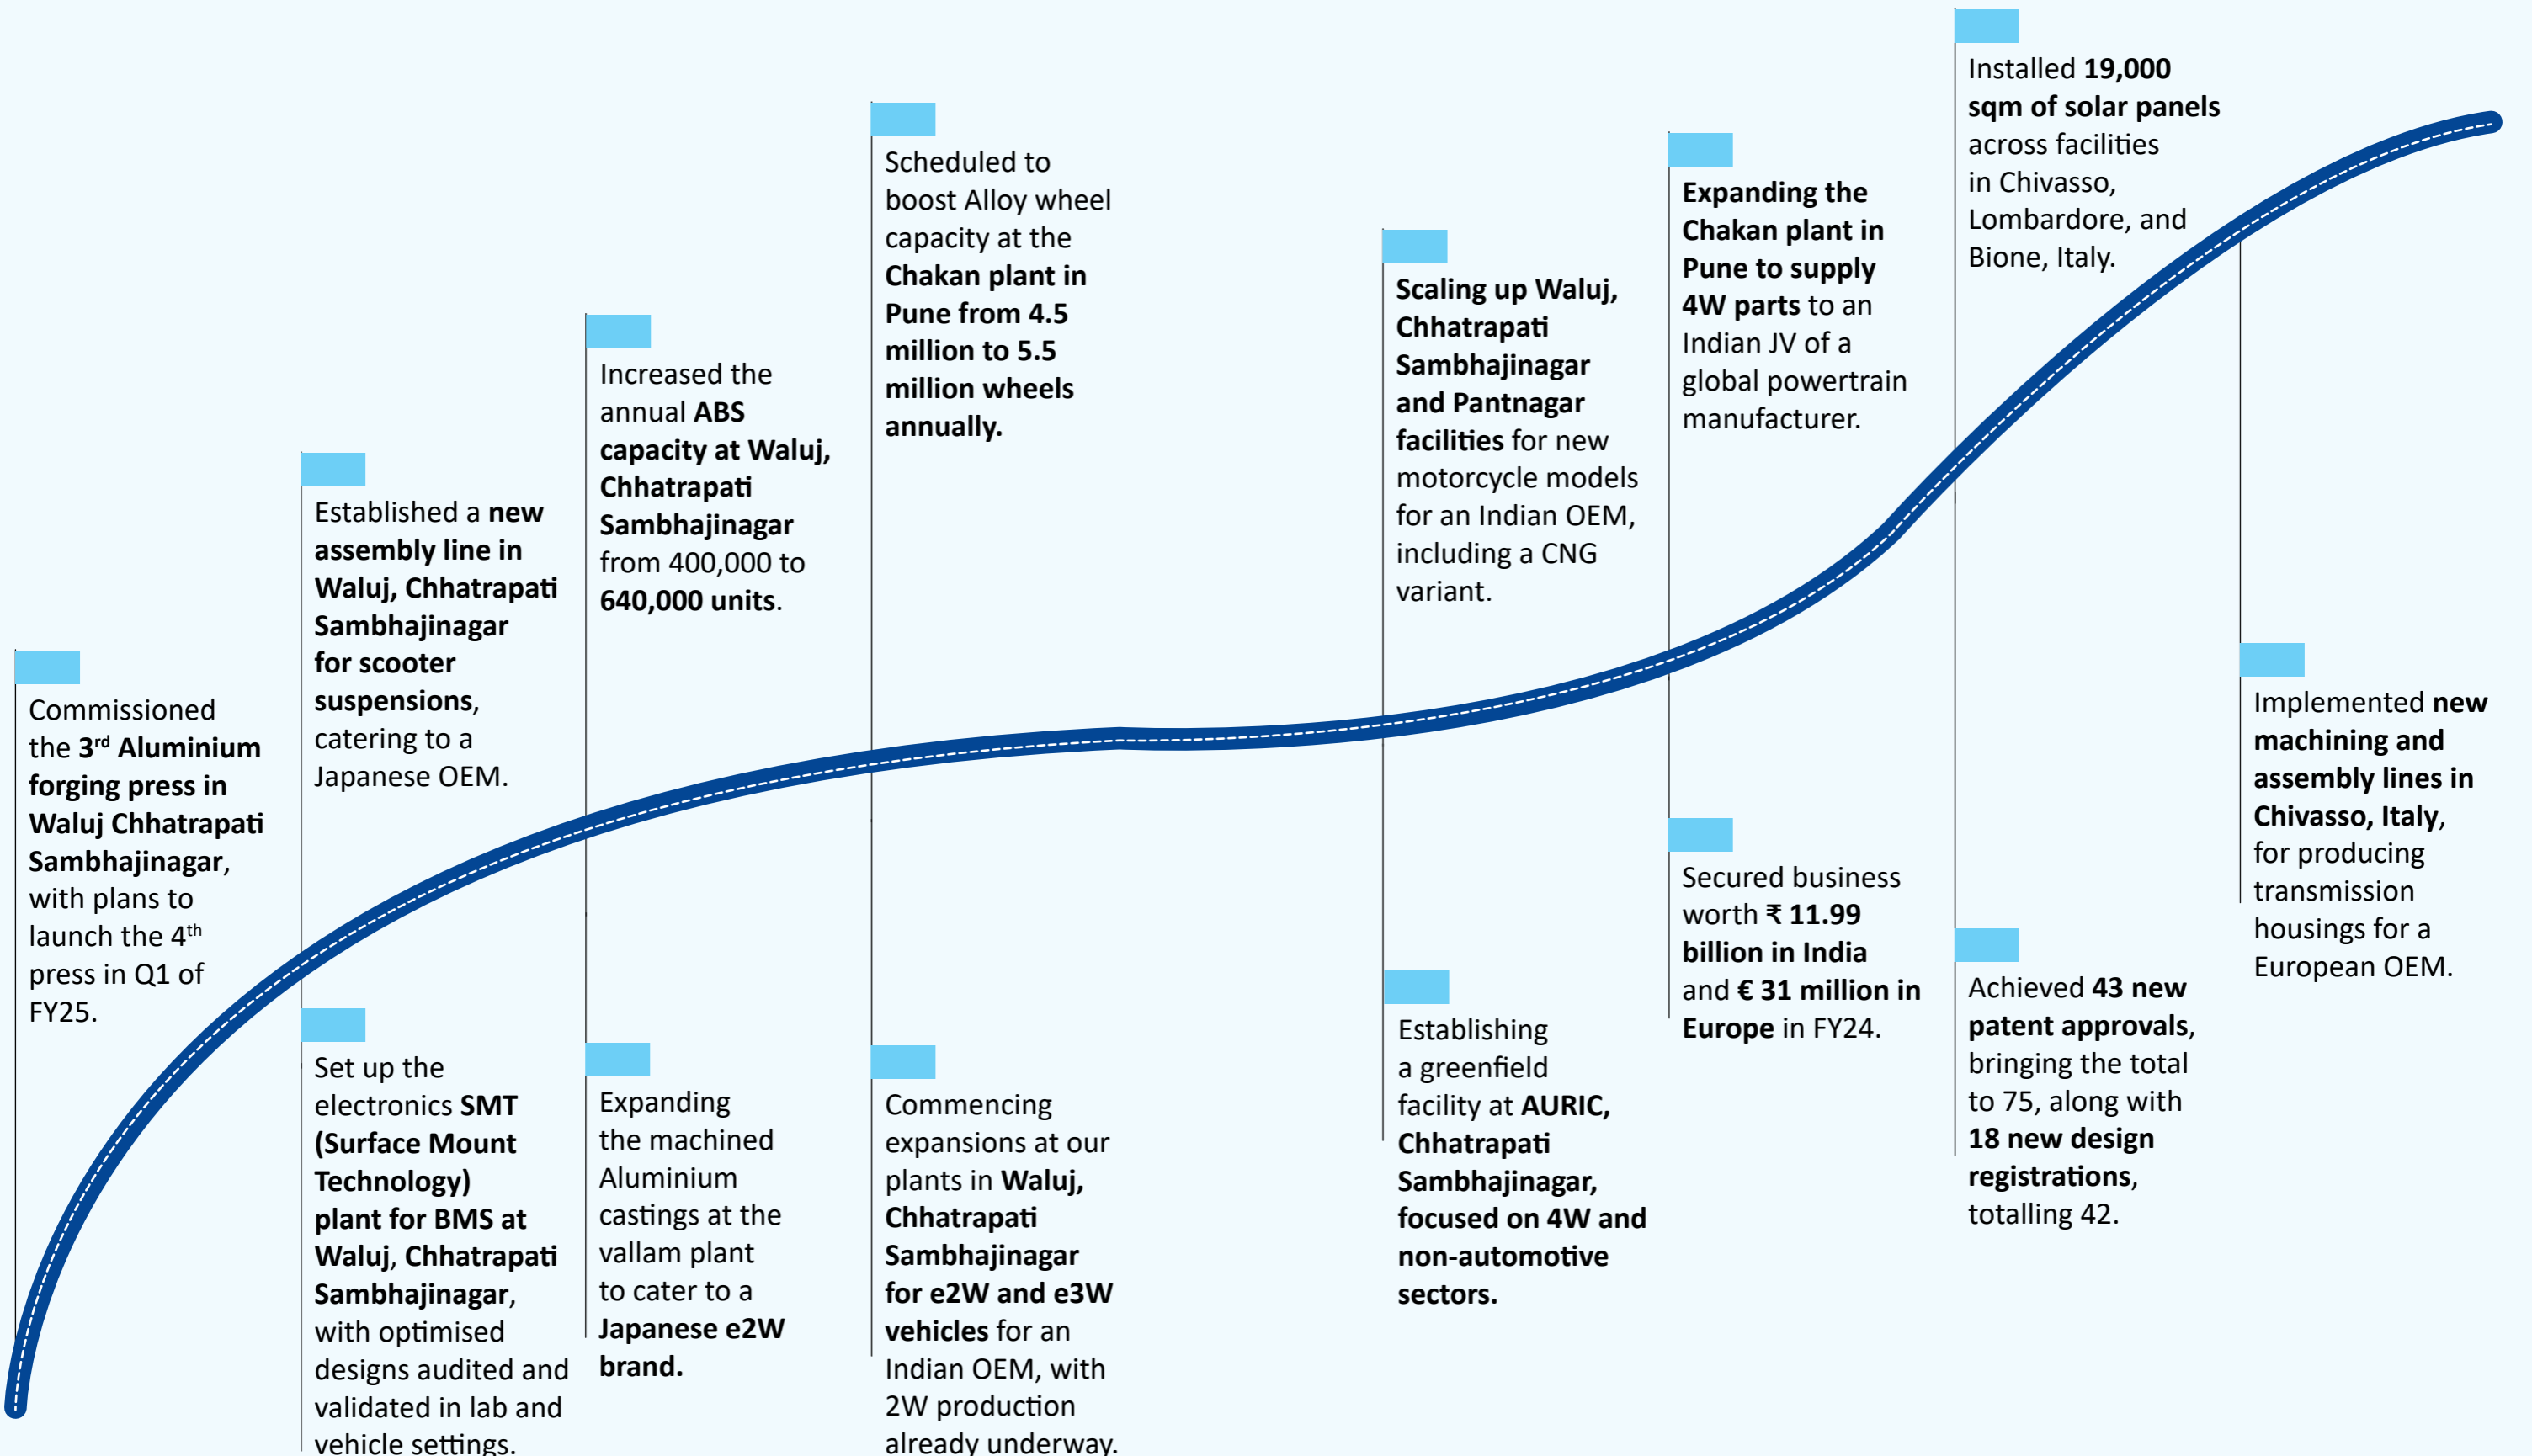 Commissioned
the 3rd Aluminium
forging press in
Waluj Chhatrapati
Sambhajinagar,
with plans to
launch the 4th
press in Q1 of
FY25.
Established a new
assembly line in
Waluj, Chhatrapati
Sambhajinagar
for scooter
suspensions,
catering to a
Japanese OEM.
Set up the
electronics SMT
(Surface Mount
Technology)
plant for BMS at
Waluj, Chhatrapati
Sambhajinagar,
with optimised
designs audited and
validated in lab and
vehicle settings.
Increased the
annual ABS
capacity at Waluj,
Chhatrapati
Sambhajinagar
from 400,000 to
640,000 units.
Expanding
the machined
Aluminium
castings at the
vallam plant
to cater to a
Japanese e2W
brand.
Scheduled to
boost Alloy wheel
capacity at the
Chakan plant in
Pune from 4.5
million to 5.5
million wheels
annually.
Commencing
expansions at our
plants in Waluj,
Chhatrapati
Sambhajinagar
for e2W and e3W
vehicles for an
Indian OEM, with
2W production
already underway.
Scaling up Waluj,
Chhatrapati
Sambhajinagar
and Pantnagar
facilities for new
motorcycle models
for an Indian OEM,
including a CNG
variant.
Establishing
a greenfield
facility at AURIC,
Chhatrapati
Sambhajinagar,
focused on 4W and
non-automotive
sectors.
Expanding the
Chakan plant in
Pune to supply
4W parts to an
Indian JV of a
global powertrain
manufacturer.
Secured business
worth ₹ 11.99
billion in India
and € 31 million in
Europe in FY24.
Installed 19,000
sqm of solar panels
across facilities
in Chivasso,
Lombardore, and
Bione, Italy.
Achieved 43 new
patent approvals,
bringing the total
to 75, along with
18 new design
registrations,
totalling 42.
Implemented new
machining and
assembly lines in
Chivasso, Italy,
for producing
transmission
housings for a
European OEM.